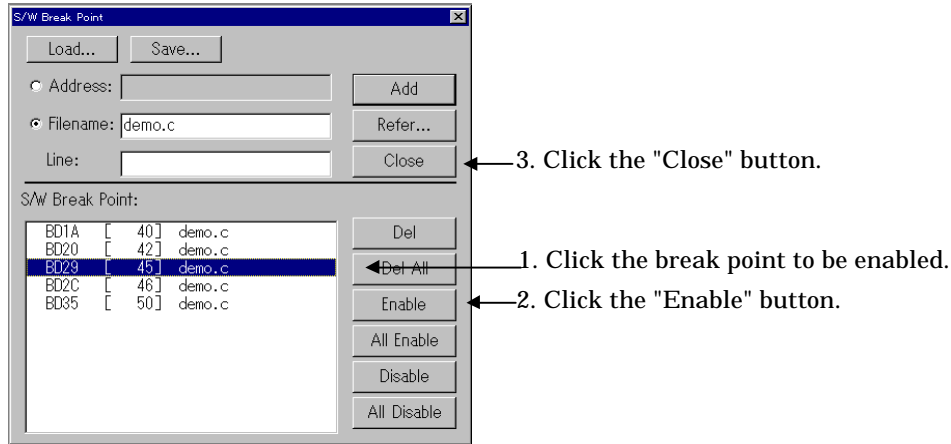 S/W Break Point
Load... Save...
Address: Add
Filename: demo.c Refer...
Line: Close
3. Click the "Close" button.
S/W Break Point:
BD1A [ 40] demo.c
BD20 [ 42] demo.c
BD29 [ 45] demo.c
BD2C [ 46] demo.c
BD35 [ 50] demo.c
Del
Del All
1. Click the break point to be enabled.
Enable
2. Click the "Enable" button.
All Enable
Disable
All Disable